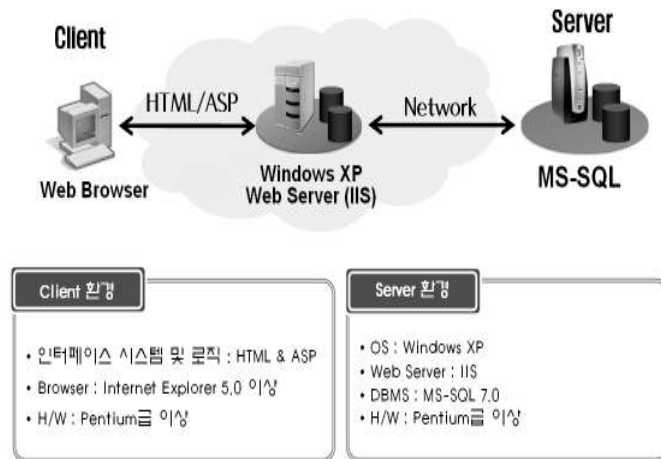 Client
Server
HTML/ASP
Network
Web Browser
Windows XP
Web Server (IIS)
MS-SQL
Client 환경
• 인터페이스 시스템 및 로직 : HTML & ASP
• Browser : Internet Explorer 5.0 이상
• H/W : Pentium급 이상
Server 환경
• OS : Windows XP
• Web Server : IIS
• DBMS : MS-SQL 7.0
• H/W : Pentium급 이상